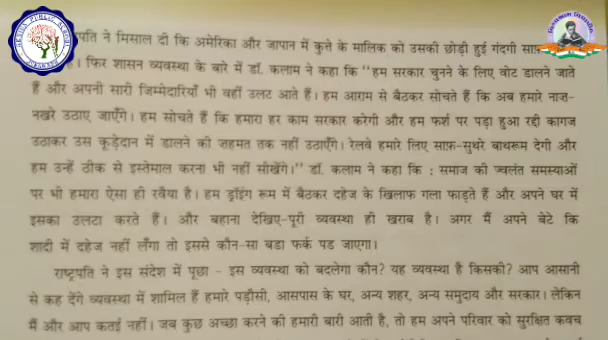 ने मिसाल दी कि अमेरिका और जापान में कुत्ते के मालिक को उसकी छोड़ी हुई गंदगी
फिर शासन व्यवस्था के बारे में डॉ. कलाम ने कहा कि "हम सरकार चुनने के लिए वोट डालने जाते
हैं और अपनी सारी जिम्मेदारियाँ भी वहीं उलट आते हैं। हम आराम से बैठकर सोचते हैं कि अब हमारे नाज़-
नखरे उठाए जाएँगे। हम सोचते हैं कि हमारा हर काम सरकार करेगी और हम फर्श पर पड़ा हुआ रद्दी कागज
उठाकर उस कूड़ेदान में डालने की ज़हमत तक नहीं उठाएँगे। रेलवे हमारे लिए साफ़-सुथरे बाथरूम देगी और
हम उन्हें ठीक से इस्तेमाल करना भी नहीं सीखेंगे।" डॉ. कलाम ने कहा कि : समाज की ज्वलंत समस्याओं
पर भी हमारा ऐसा ही रवैया है। हम ड्रॉइंग रूम में बैठकर दहेज के खिलाफ गला फाड़ते हैं और अपने घर में
इसका उलटा करते हैं। और बहाना देखिए-पूरी व्यवस्था ही खराब है। अगर मैं अपने बेटे कि
शादी में दहेज नहीं लूँगा तो इससे कौन-सा बडा फर्क पड जाएगा।
राष्ट्रपति ने इस संदेश में पूछा - इस व्यवस्था को बदलेगा कौन? यह व्यवस्था है किसकी? आप आसानी
से कह देंगे व्यवस्था में शामिल हैं हमारे पड़ौसी, आसपास के घर, अन्य शहर, अन्य समुदाय और सरकार। लेकिन
मैं और आप कतई नहीं। जब कुछ अच्छा करने की हमारी बारी आती है, तो हम अपने परिवार को सुरक्षित कवच